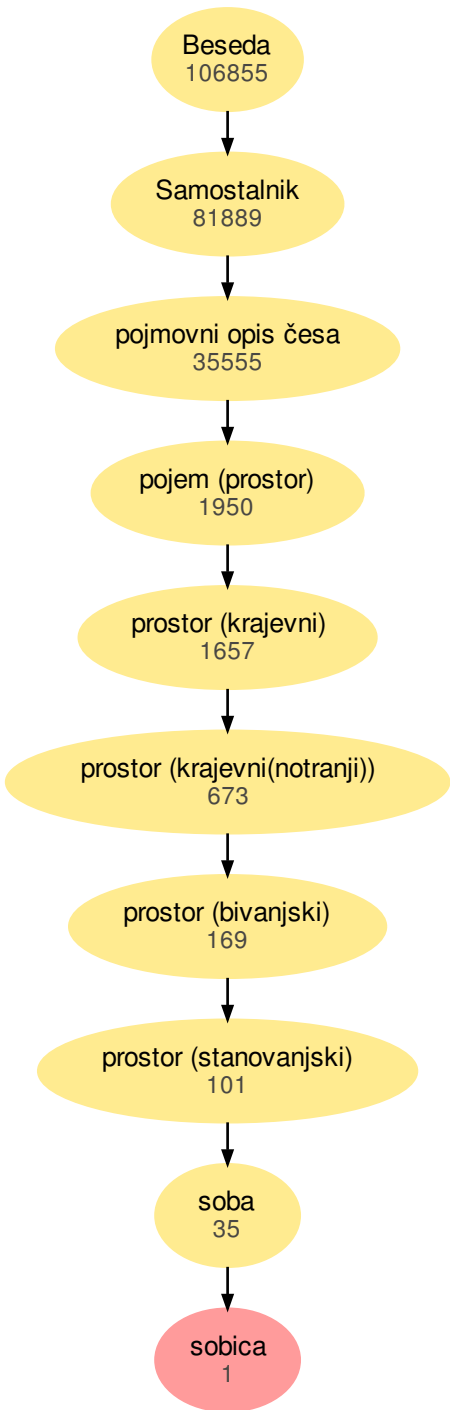 Beseda
106855
Samostalnik
81889
pojmovni opis česa
35555
pojem (prostor)
1950
prostor (krajevni)
1657
prostor (krajevni(notranji))
673
prostor (bivanjski)
169
prostor (stanovanjski)
101
soba
35
sobica
1